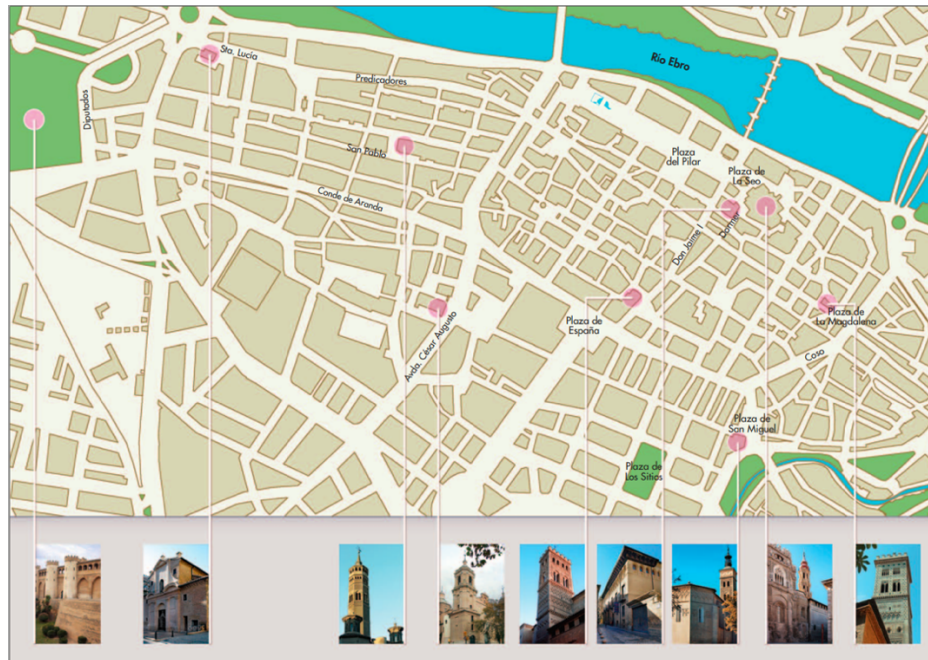 Sta. Lucía
Río Ebro
Predicadores
Diputados
San Pablo
Plaza
del Pilar
Plaza de
La Seo
Conde de Aranda
Don Jaime I
Dormer
Plaza de
España
Plaza de
La Magdalena
Avda. César Augusto
Coso
Plaza de
San Miguel
Plaza de
Los Sitios